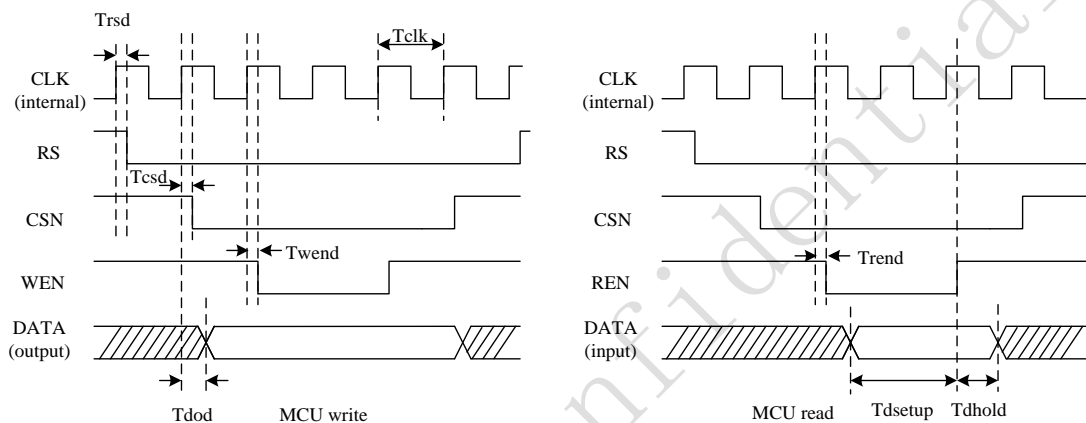 Trsd
Tclk
CLK
(internal)
RS
Tcsd
CSN
Twend
WEN
DATA
(output)
Tdod
MCU write
CLK
(internal)
RS
CSN
Trend
REN
DATA
(input)
MCU read
Tdsetup
Tdhold
nfidentia